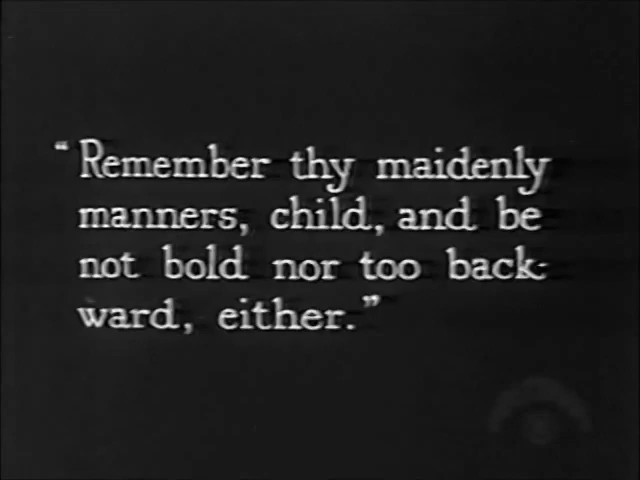 “Remember thy maidenly
manners, child, and be
not bold nor too back-
ward, either.”